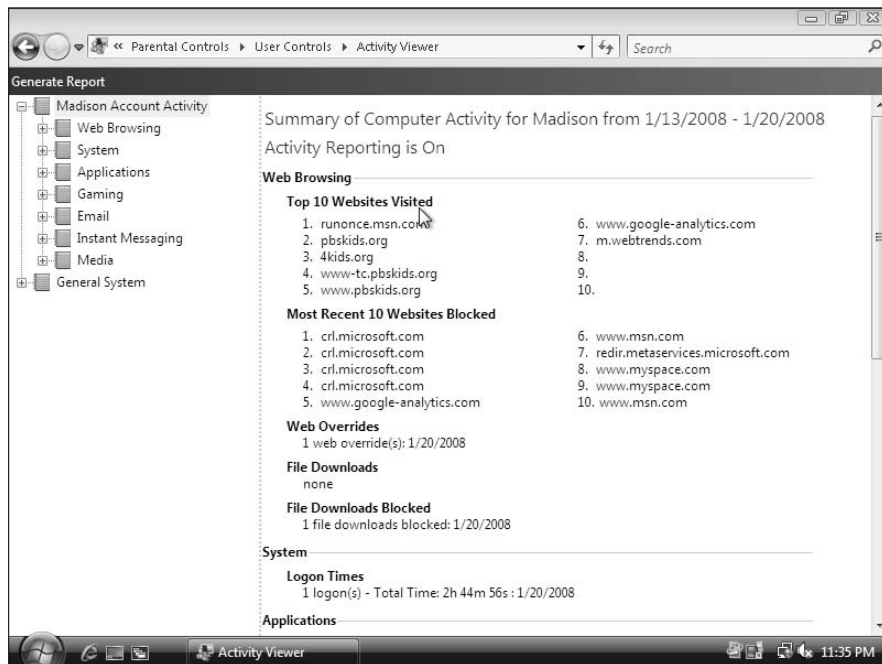 « Parental Controls ▸ User Controls ▸ Activity Viewer
Search
Generate Report
Madison Account Activity
Web Browsing
System
Applications
Gaming
Email
Instant Messaging
Media
General System
Summary of Computer Activity for Madison from 1/13/2008 - 1/20/2008
Activity Reporting is On
Web Browsing
Top 10 Websites Visited
1. runonce.msn.com
2. pbskids.org
3. 4kids.org
4. www-tc.pbskids.org
5. www.pbskids.org
6. www.google-analytics.com
7. m.webtrends.com
8.
9.
10.
Most Recent 10 Websites Blocked
1. crl.microsoft.com
2. crl.microsoft.com
3. crl.microsoft.com
4. crl.microsoft.com
5. www.google-analytics.com
6. www.msn.com
7. redir.metaservices.microsoft.com
8. www.myspace.com
9. www.myspace.com
10. www.msn.com
Web Overrides
1 web override(s): 1/20/2008
File Downloads
none
File Downloads Blocked
1 file downloads blocked: 1/20/2008
System
Logon Times
1 logon(s) - Total Time: 2h 44m 56s : 1/20/2008
Applications
Activity Viewer
11:35 PM